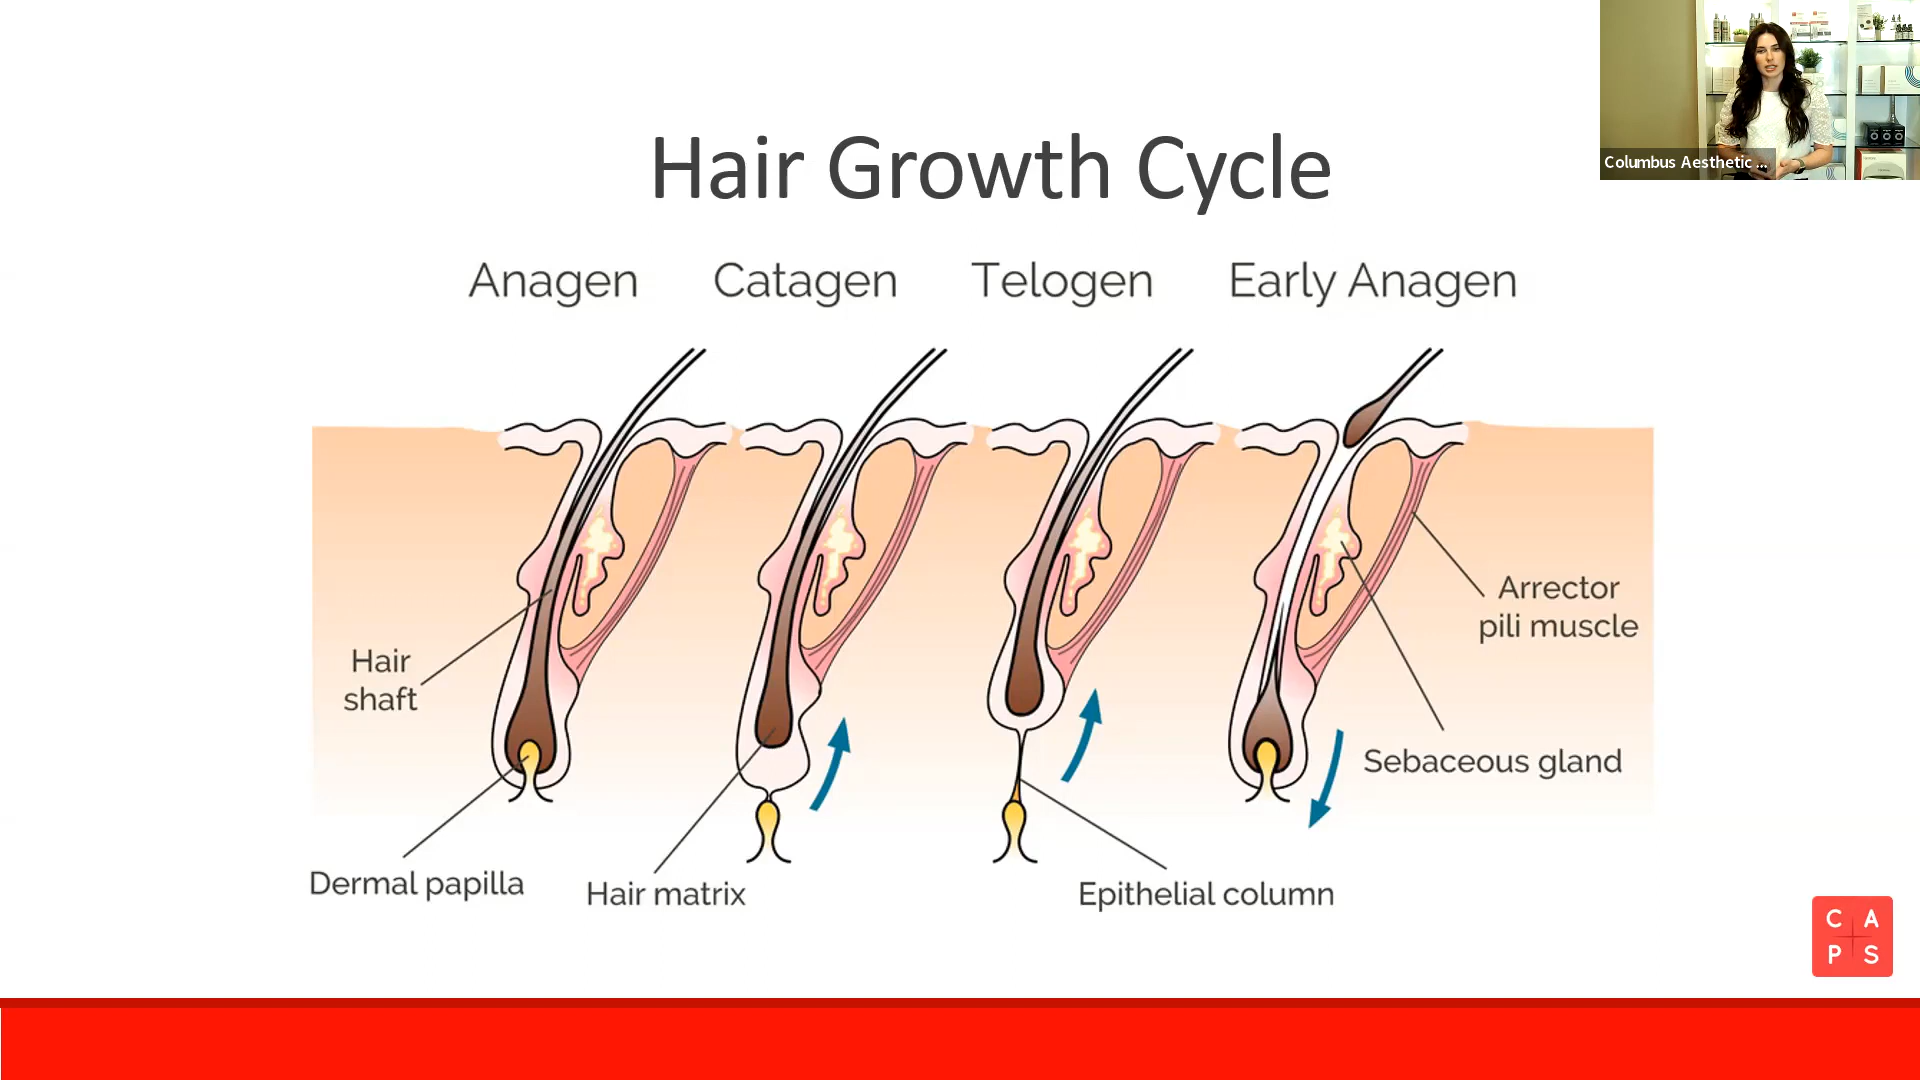 Hair Growth Cycle
Columbus Aesthetic ...
Anagen
Catagen
Telogen
Early Anagen
Hair
shaft
Arrector
pili muscle
Sebaceous gland
Dermal papilla
Hair matrix
Epithelial column
C A
P S